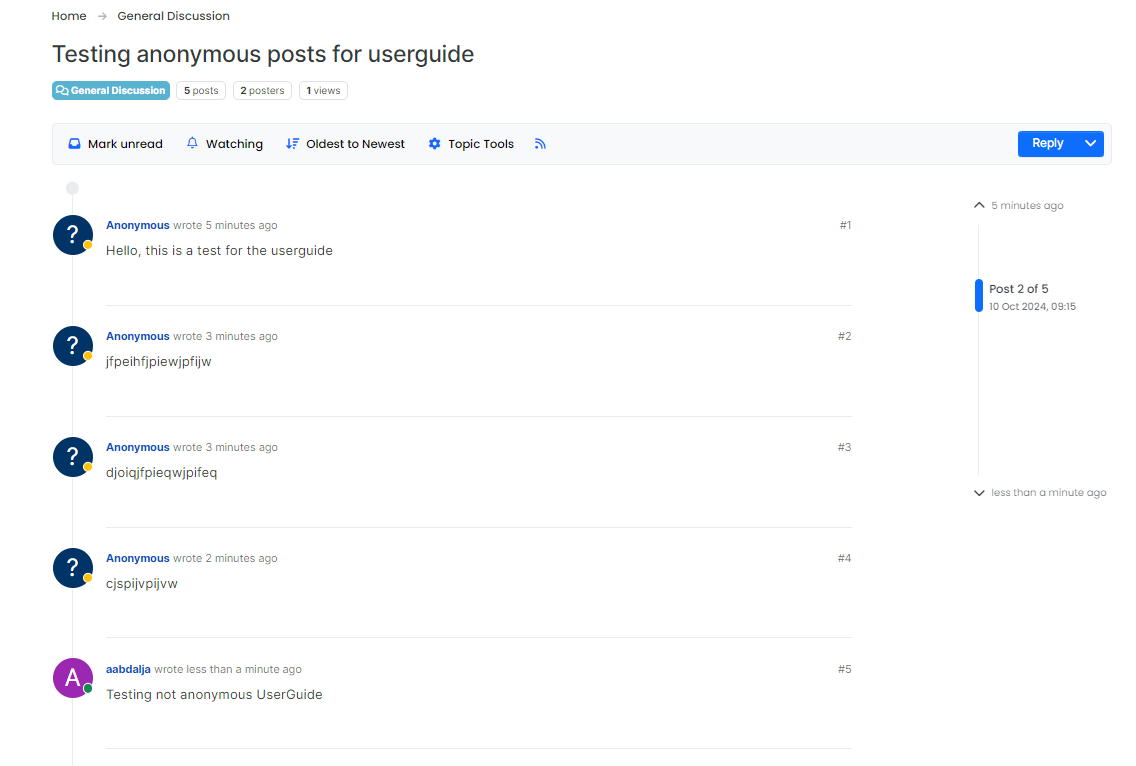 Home → General Discussion
Testing anonymous posts for userguide
General Discussion 5 posts 2 posters 1 views
Mark unread Watching Oldest to Newest Topic Tools Reply
5 minutes ago
? Anonymous wrote 5 minutes ago #1
Hello, this is a test for the userguide
Post 2 of 5
10 Oct 2024, 09:15
? Anonymous wrote 3 minutes ago #2
jfpeihfjpiewjpfijw
? Anonymous wrote 3 minutes ago #3
djoiqjfpieqwjpifeq
less than a minute ago
? Anonymous wrote 2 minutes ago #4
cjspijvpijvw
A aabdalja wrote less than a minute ago #5
Testing not anonymous UserGuide